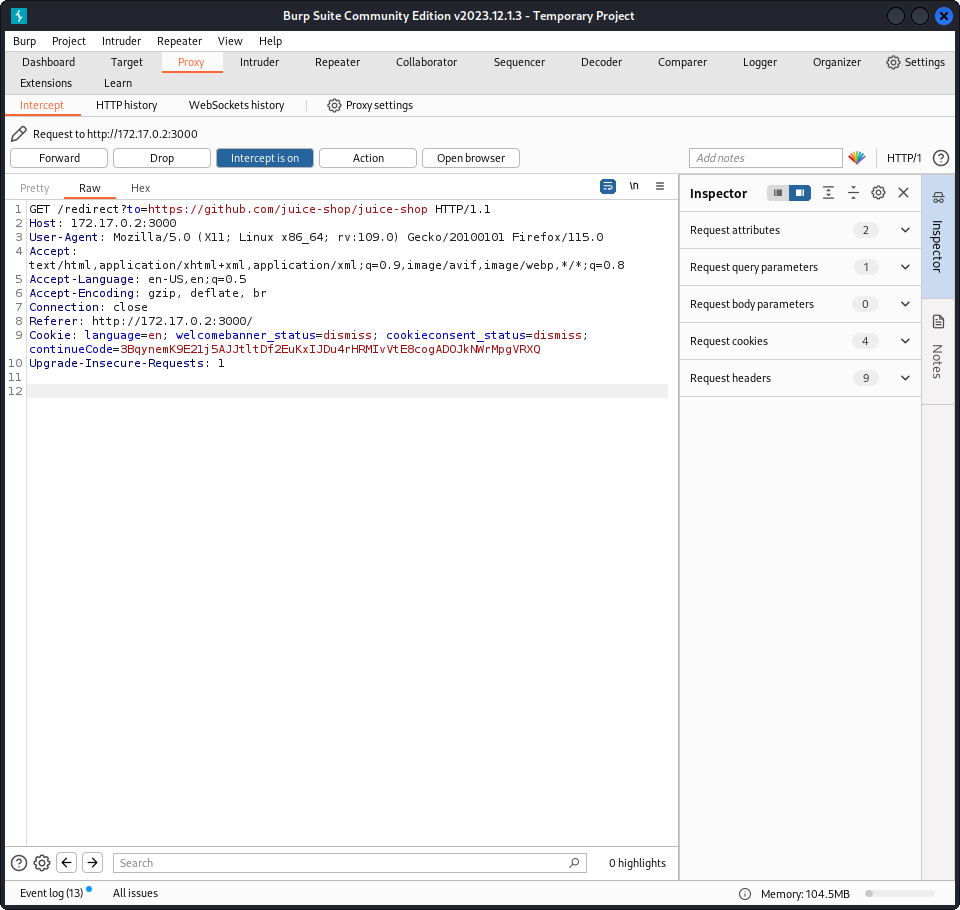 Burp Suite Community Edition v2023.12.1.3 - Temporary Project
Burp Project Intruder Repeater View Help
Dashboard Target Proxy Intruder Repeater Collaborator Sequencer Decoder Comparer Logger Organizer Settings
Extensions Learn
Intercept HTTP history WebSockets history Proxy settings
Request to http://172.17.0.2:3000
Forward Drop Intercept is on Action Open browser Add notes HTTP/1 ?
Pretty Raw Hex \n
1 GET /redirect?to=https://github.com/juice-shop/juice-shop HTTP/1.1
2 Host: 172.17.0.2:3000
3 User-Agent: Mozilla/5.0 (X11; Linux x86_64; rv:109.0) Gecko/20100101 Firefox/115.0
4 Accept:
text/html,application/xhtml+xml,application/xml;q=0.9,image/avif,image/webp,*/*;q=0.8
5 Accept-Language: en-US,en;q=0.5
6 Accept-Encoding: gzip, deflate, br
7 Connection: close
8 Referer: http://172.17.0.2:3000/
9 Cookie: language=en; welcomebanner_status=dismiss; cookieconsent_status=dismiss;
continueCode=3BqynemK9E21j5AJJtltDf2EuKxIJDu4rHRMIvVtE8cogADOJkNWrMpgVRXQ
10 Upgrade-Insecure-Requests: 1
11
12
Inspector
Request attributes 2
Request query parameters 1
Request body parameters 0
Request cookies 4
Request headers 9
Inspector
Notes
? Search 0 highlights
Event log (13) All issues Memory: 104.5MB